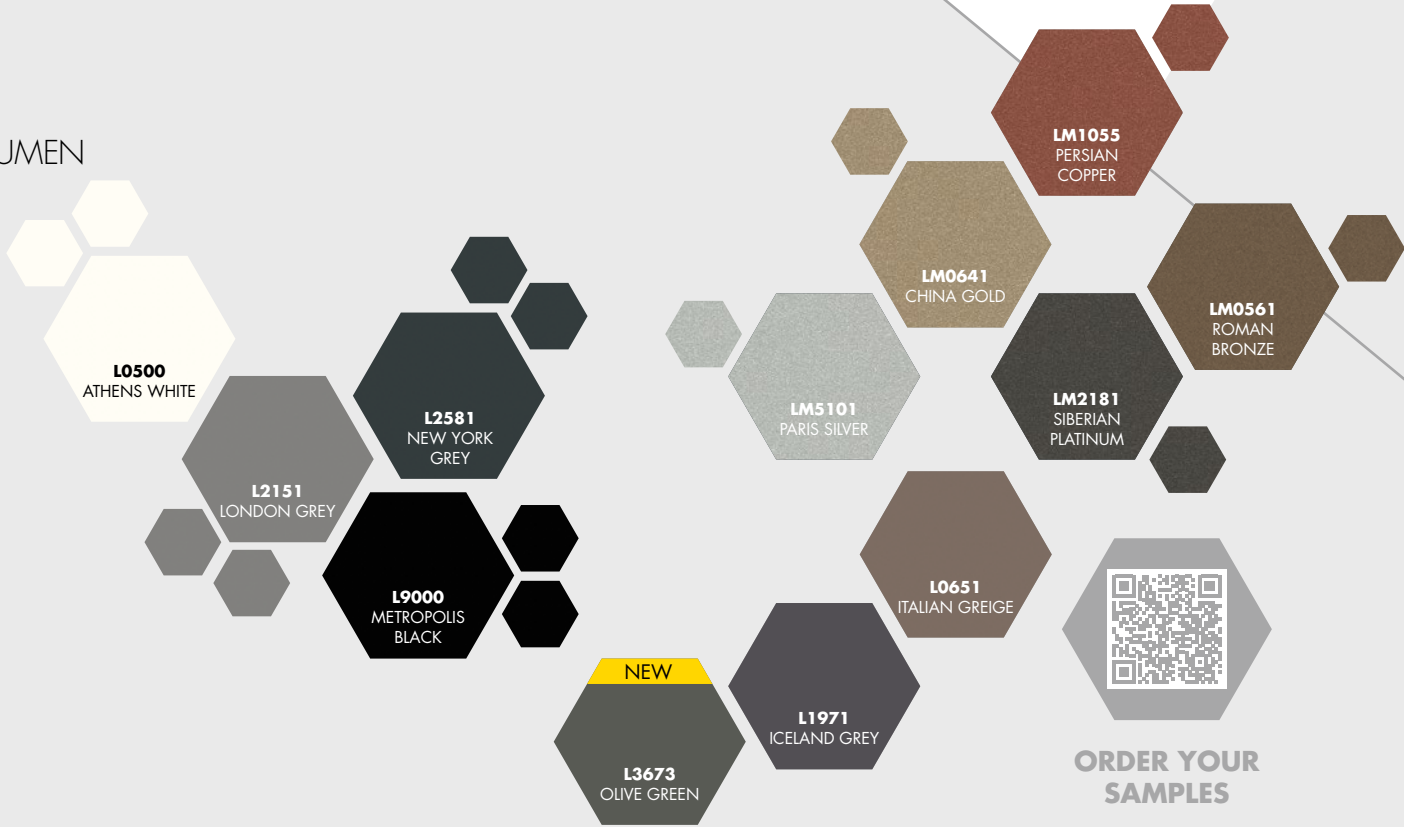 UMEN
L0500
ATHENS WHITE
L2151
LONDON GREY
L2581
NEW YORK
GREY
L9000
METROPOLIS
BLACK
LM1055
PERSIAN
COPPER
LM0641
CHINA GOLD
LM0561
ROMAN
BRONZE
LM5101
PARIS SILVER
LM2181
SIBERIAN
PLATINUM
L0651
ITALIAN GREIGE
L1971
ICELAND GREY
NEW
L3673
OLIVE GREEN
ORDER YOUR
SAMPLES